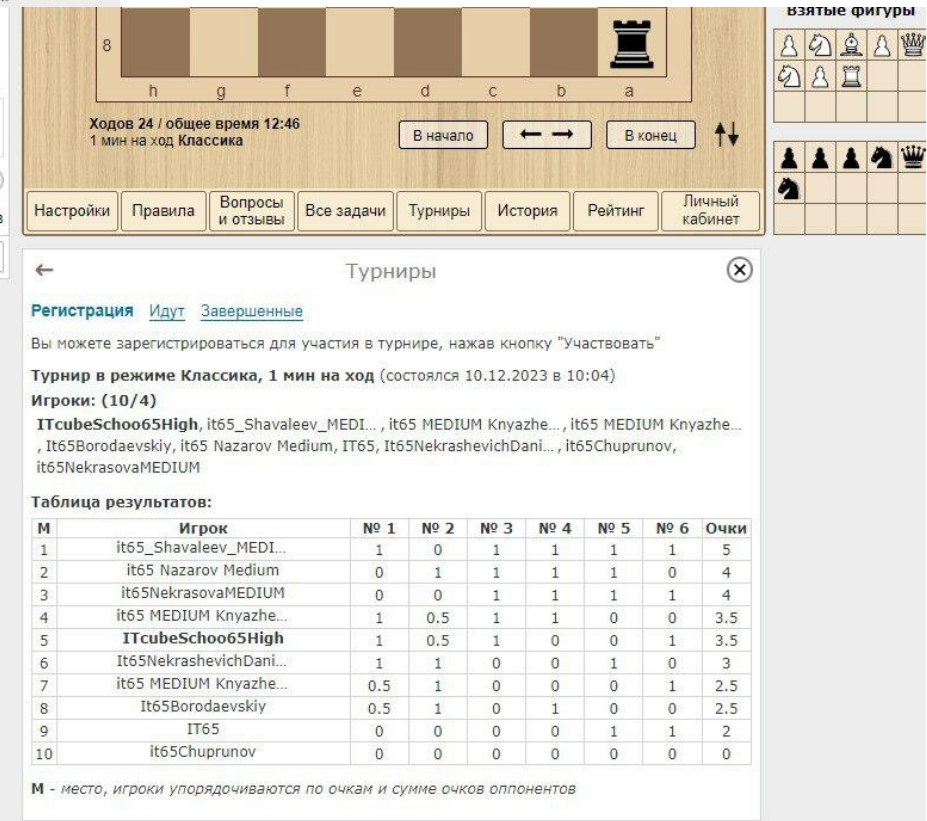 Взятые фигуры
8
h g f e d c b a
Ходов 24 / общее время 12:46
1 мин на ход Классика
В начало
В конец
Настройки
Правила
Вопросы
и отзывы
Все задачи
Турниры
История
Рейтинг
Личный
кабинет
Турниры
Регистрация Идут Завершенные
Вы можете зарегистрироваться для участия в турнире, нажав кнопку "Участвовать"
Турнир в режиме Классика, 1 мин на ход (состоялся 10.12.2023 в 10:04)
Игроки: (10/4)
ITcubeSchoo65High, it65_Shavaleev_MEDI... , it65 MEDIUM Knyazhe... , it65 MEDIUM Knyazhe...
, It65Borodaevskiy, it65 Nazarov Medium, IT65, It65NekrashevichDani... , it65Chuprunov,
it65NekrasovaMEDIUM
Таблица результатов:
М Игрок № 1 № 2 № 3 № 4 № 5 № 6 Очки
1 it65_Shavaleev_MEDI... 1 0 1 1 1 1 5
2 it65 Nazarov Medium 0 1 1 1 1 0 4
3 it65NekrasovaMEDIUM 0 0 1 1 1 1 4
4 it65 MEDIUM Knyazhe... 1 0.5 1 1 0 0 3.5
5 ITcubeSchoo65High 1 0.5 1 0 0 1 3.5
6 It65NekrashevichDani... 1 1 0 0 1 0 3
7 it65 MEDIUM Knyazhe... 0.5 1 0 0 0 1 2.5
8 It65Borodaevskiy 0.5 1 0 1 0 0 2.5
9 IT65 0 0 0 0 1 1 2
10 it65Chuprunov 0 0 0 0 0 0 0
М - место, игроки упорядочиваются по очкам и сумме очков оппонентов